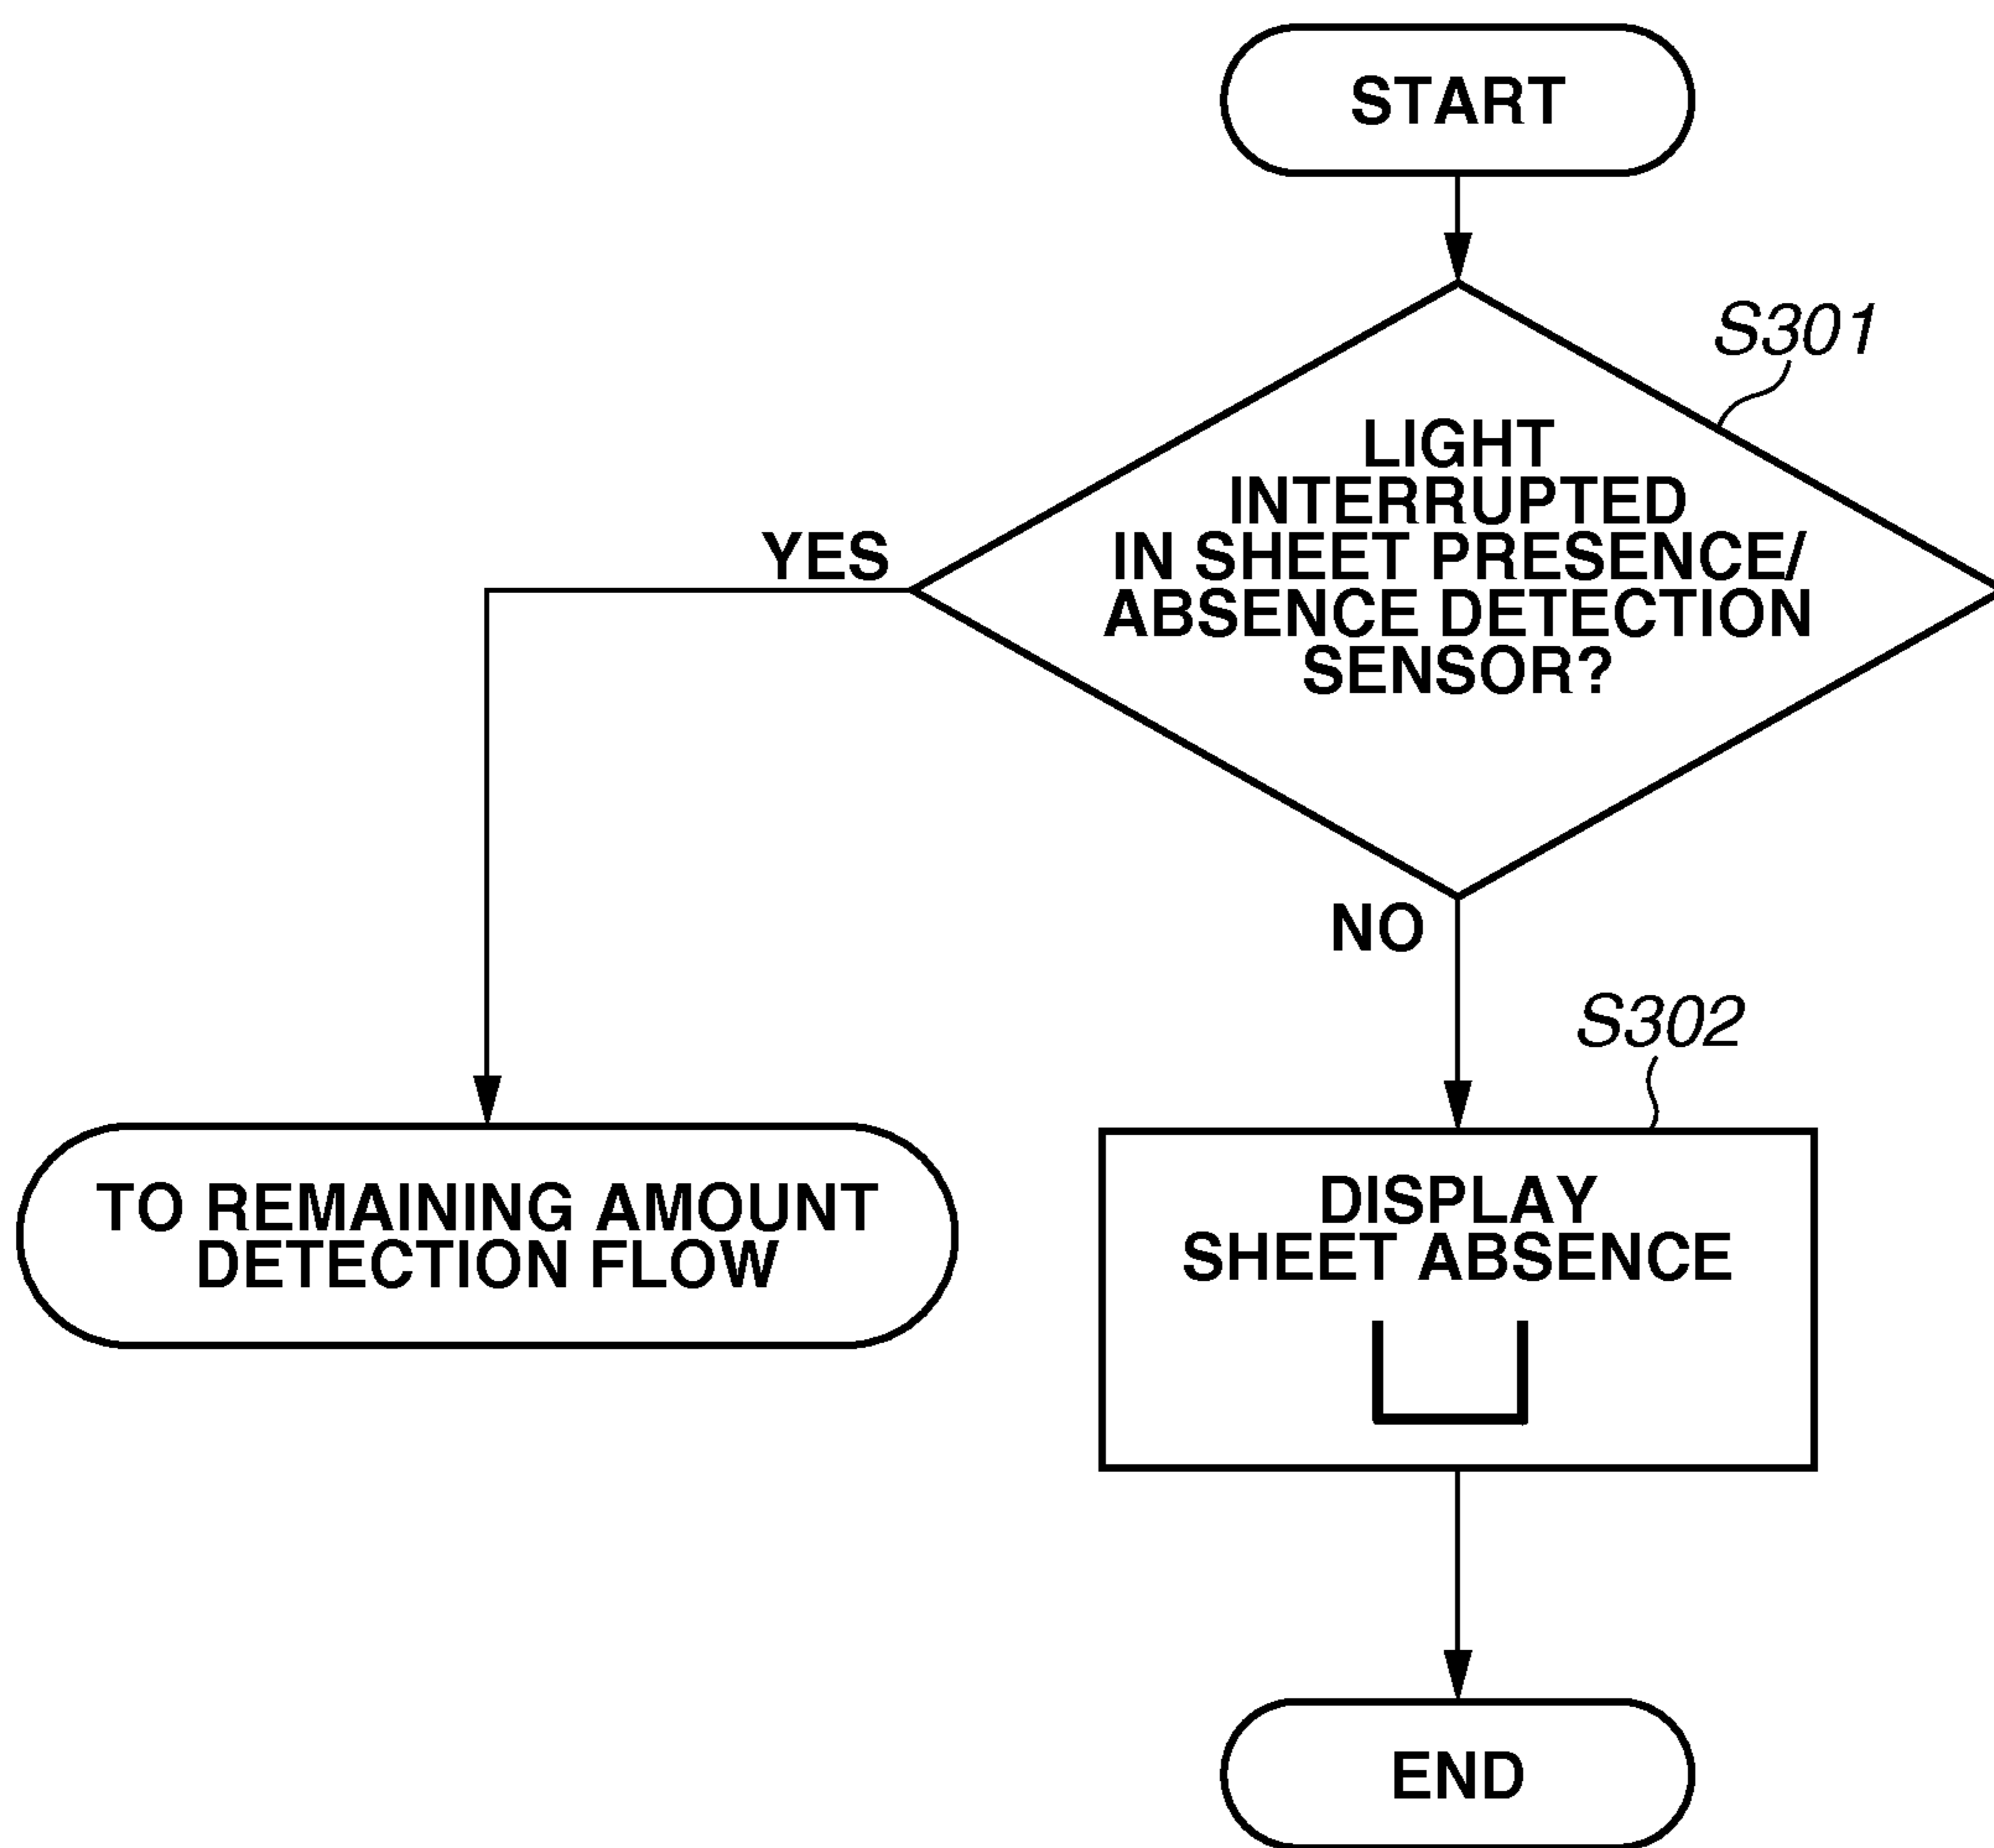 START
S301
LIGHT
INTERRUPTED
IN SHEET PRESENCE/
ABSENCE DETECTION
SENSOR?
YES
NO
S302
TO REMAINING AMOUNT
DETECTION FLOW
DISPLAY
SHEET ABSENCE
END